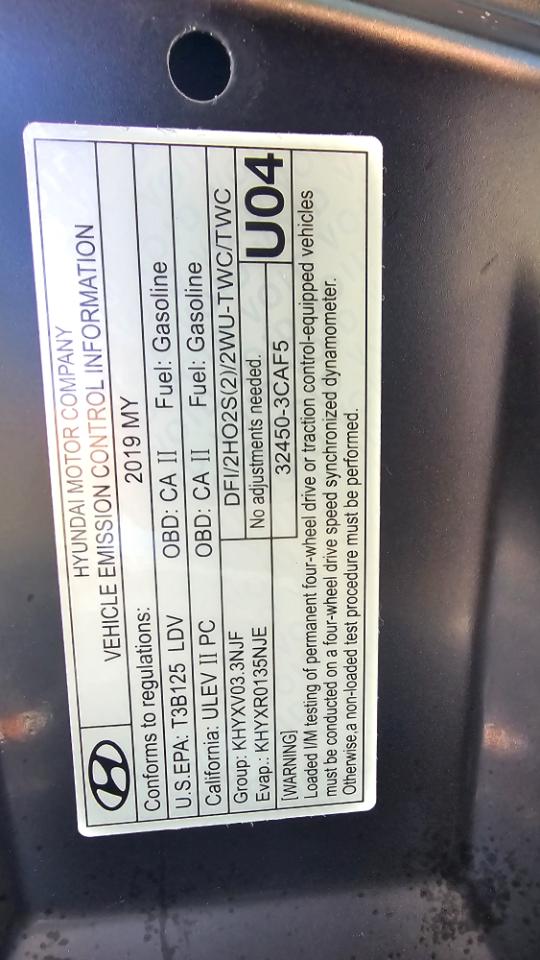 HYUNDAI MOTOR COMPANY
VEHICLE EMISSION CONTROL INFORMATION
Conforms to regulations: 2019 MY
U.S.EPA: T3B125 LDV OBD: CA II Fuel: Gasoline
California: ULEV II PC OBD: CA II Fuel: Gasoline
Group: KHYXV03.3NJF DFI/2HO2S(2)/2WU-TWC/TWC
Evap.: KHYXR0135NJE No adjustments needed.
U04
32450-3CAF5
[WARNING]
Loaded I/M testing of permanent four-wheel drive or traction control-equipped vehicles
must be conducted on a four-wheel drive speed synchronized dynamometer.
Otherwise,a non-loaded test procedure must be performed.